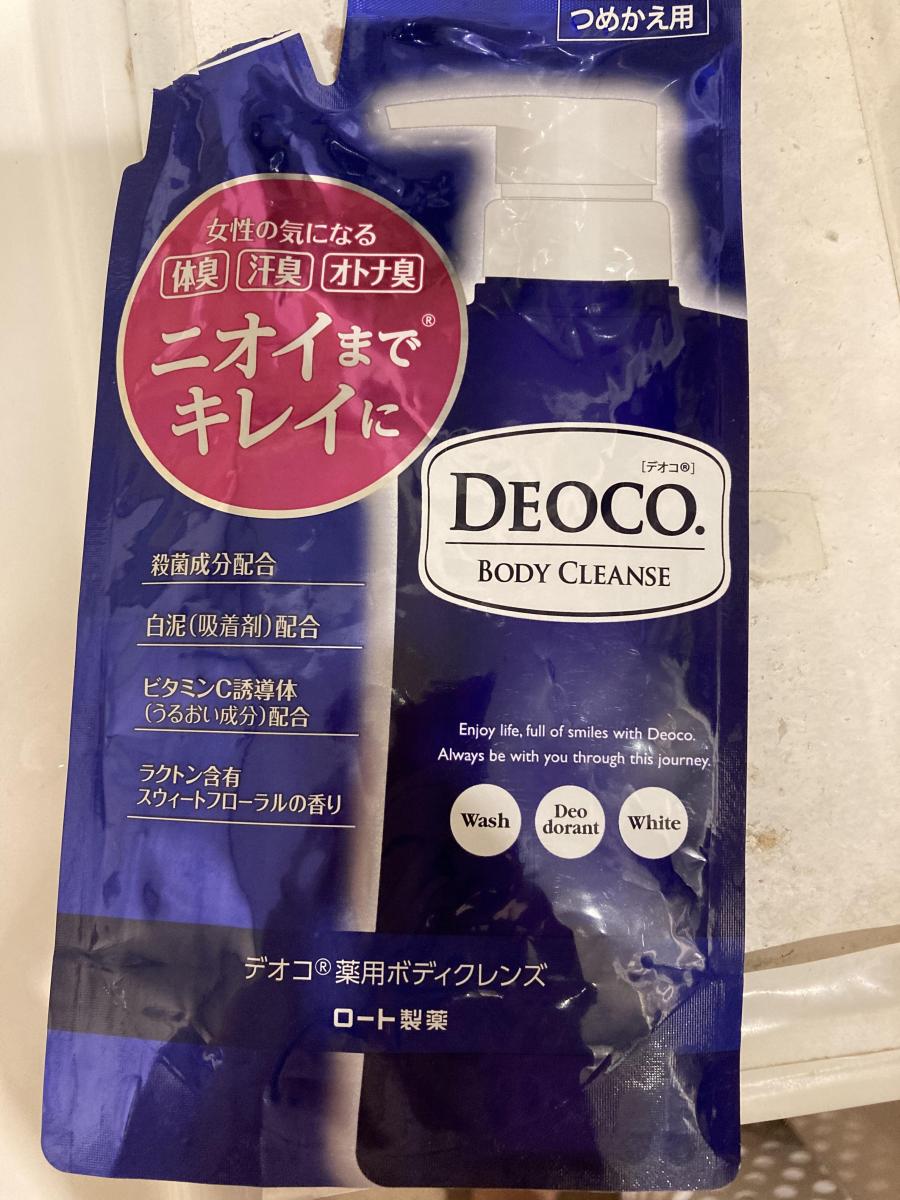 つめかえ用
女性の気になる
体臭 汗臭 オトナ臭
ニオイまで®
キレイに
[デオコ®]
DEOCO.
BODY CLEANSE
殺菌成分配合
白泥(吸着剤)配合
ビタミンC誘導体
(うるおい成分)配合
ラクトン含有
スウィートフローラルの香り
Enjoy life, full of smiles with Deoco.
Always be with you through this journey.
Wash
Deo
dorant
White
デオコ®薬用ボディクレンズ
ロート製薬